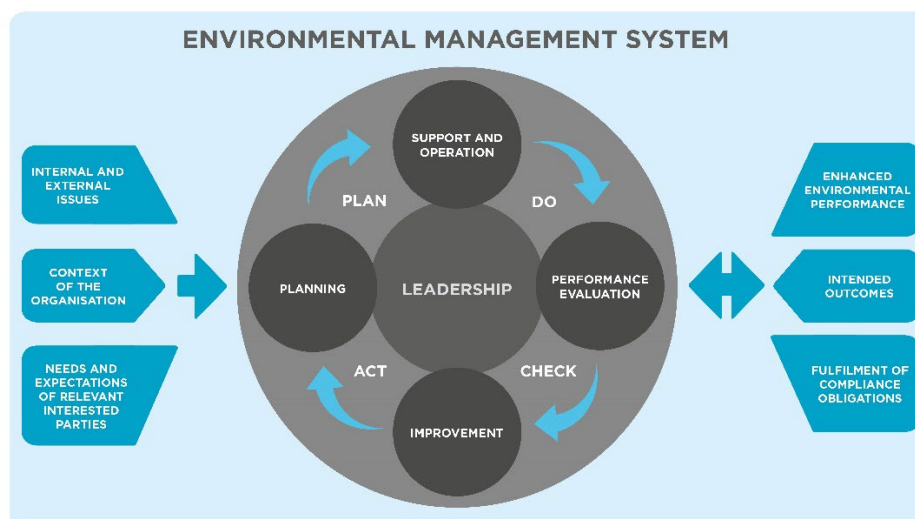 ENVIRONMENTAL MANAGEMENT SYSTEM
INTERNAL AND
EXTERNAL
ISSUES
CONTEXT
OF THE
ORGANISATION
NEEDS AND
EXPECTATIONS
OF RELEVANT
INTERESTED
PARTIES
SUPPORT AND
OPERATION
PLAN
DO
PLANNING
LEADERSHIP
PERFORMANCE
EVALUATION
ACT
CHECK
IMPROVEMENT
ENHANCED
ENVIRONMENTAL
PERFORMANCE
INTENDED
OUTCOMES
FULFILMENT OF
COMPLIANCE
OBLIGATIONS